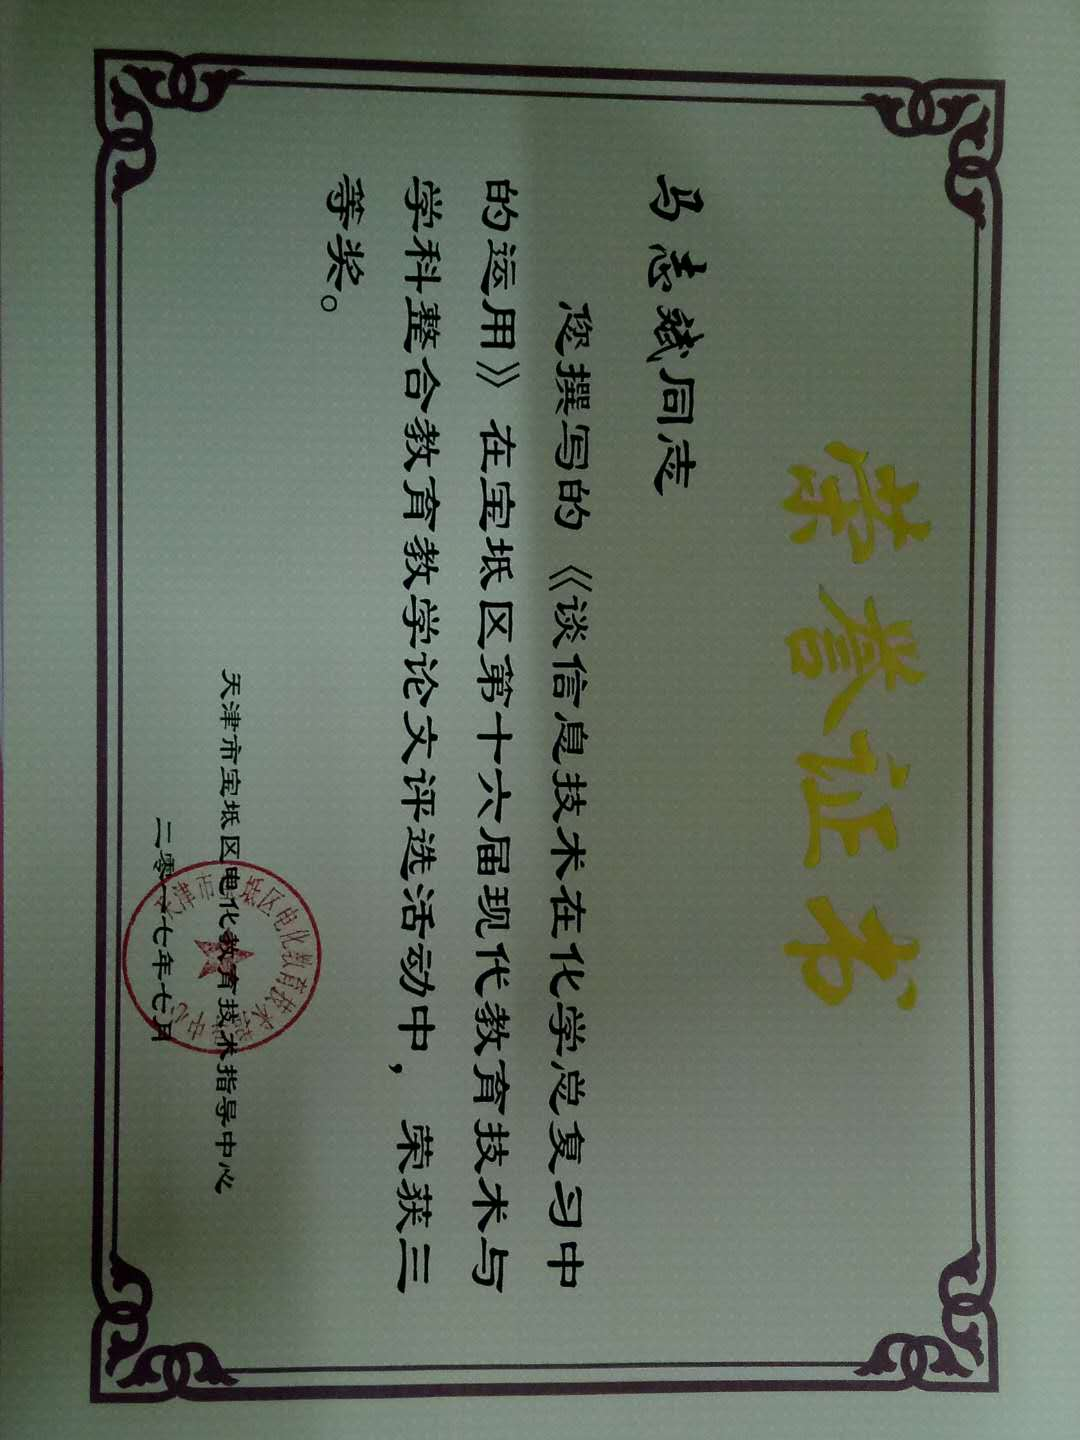 荣誉证书
马志斌同志
您撰写的《谈信息技术在化学总复习中
的运用》在宝坻区第十六届现代教育技术与
学科整合教育教学论文评选活动中，荣获三
等奖。
天津市宝坻区电化教育技术指导中心
二零一七年七月